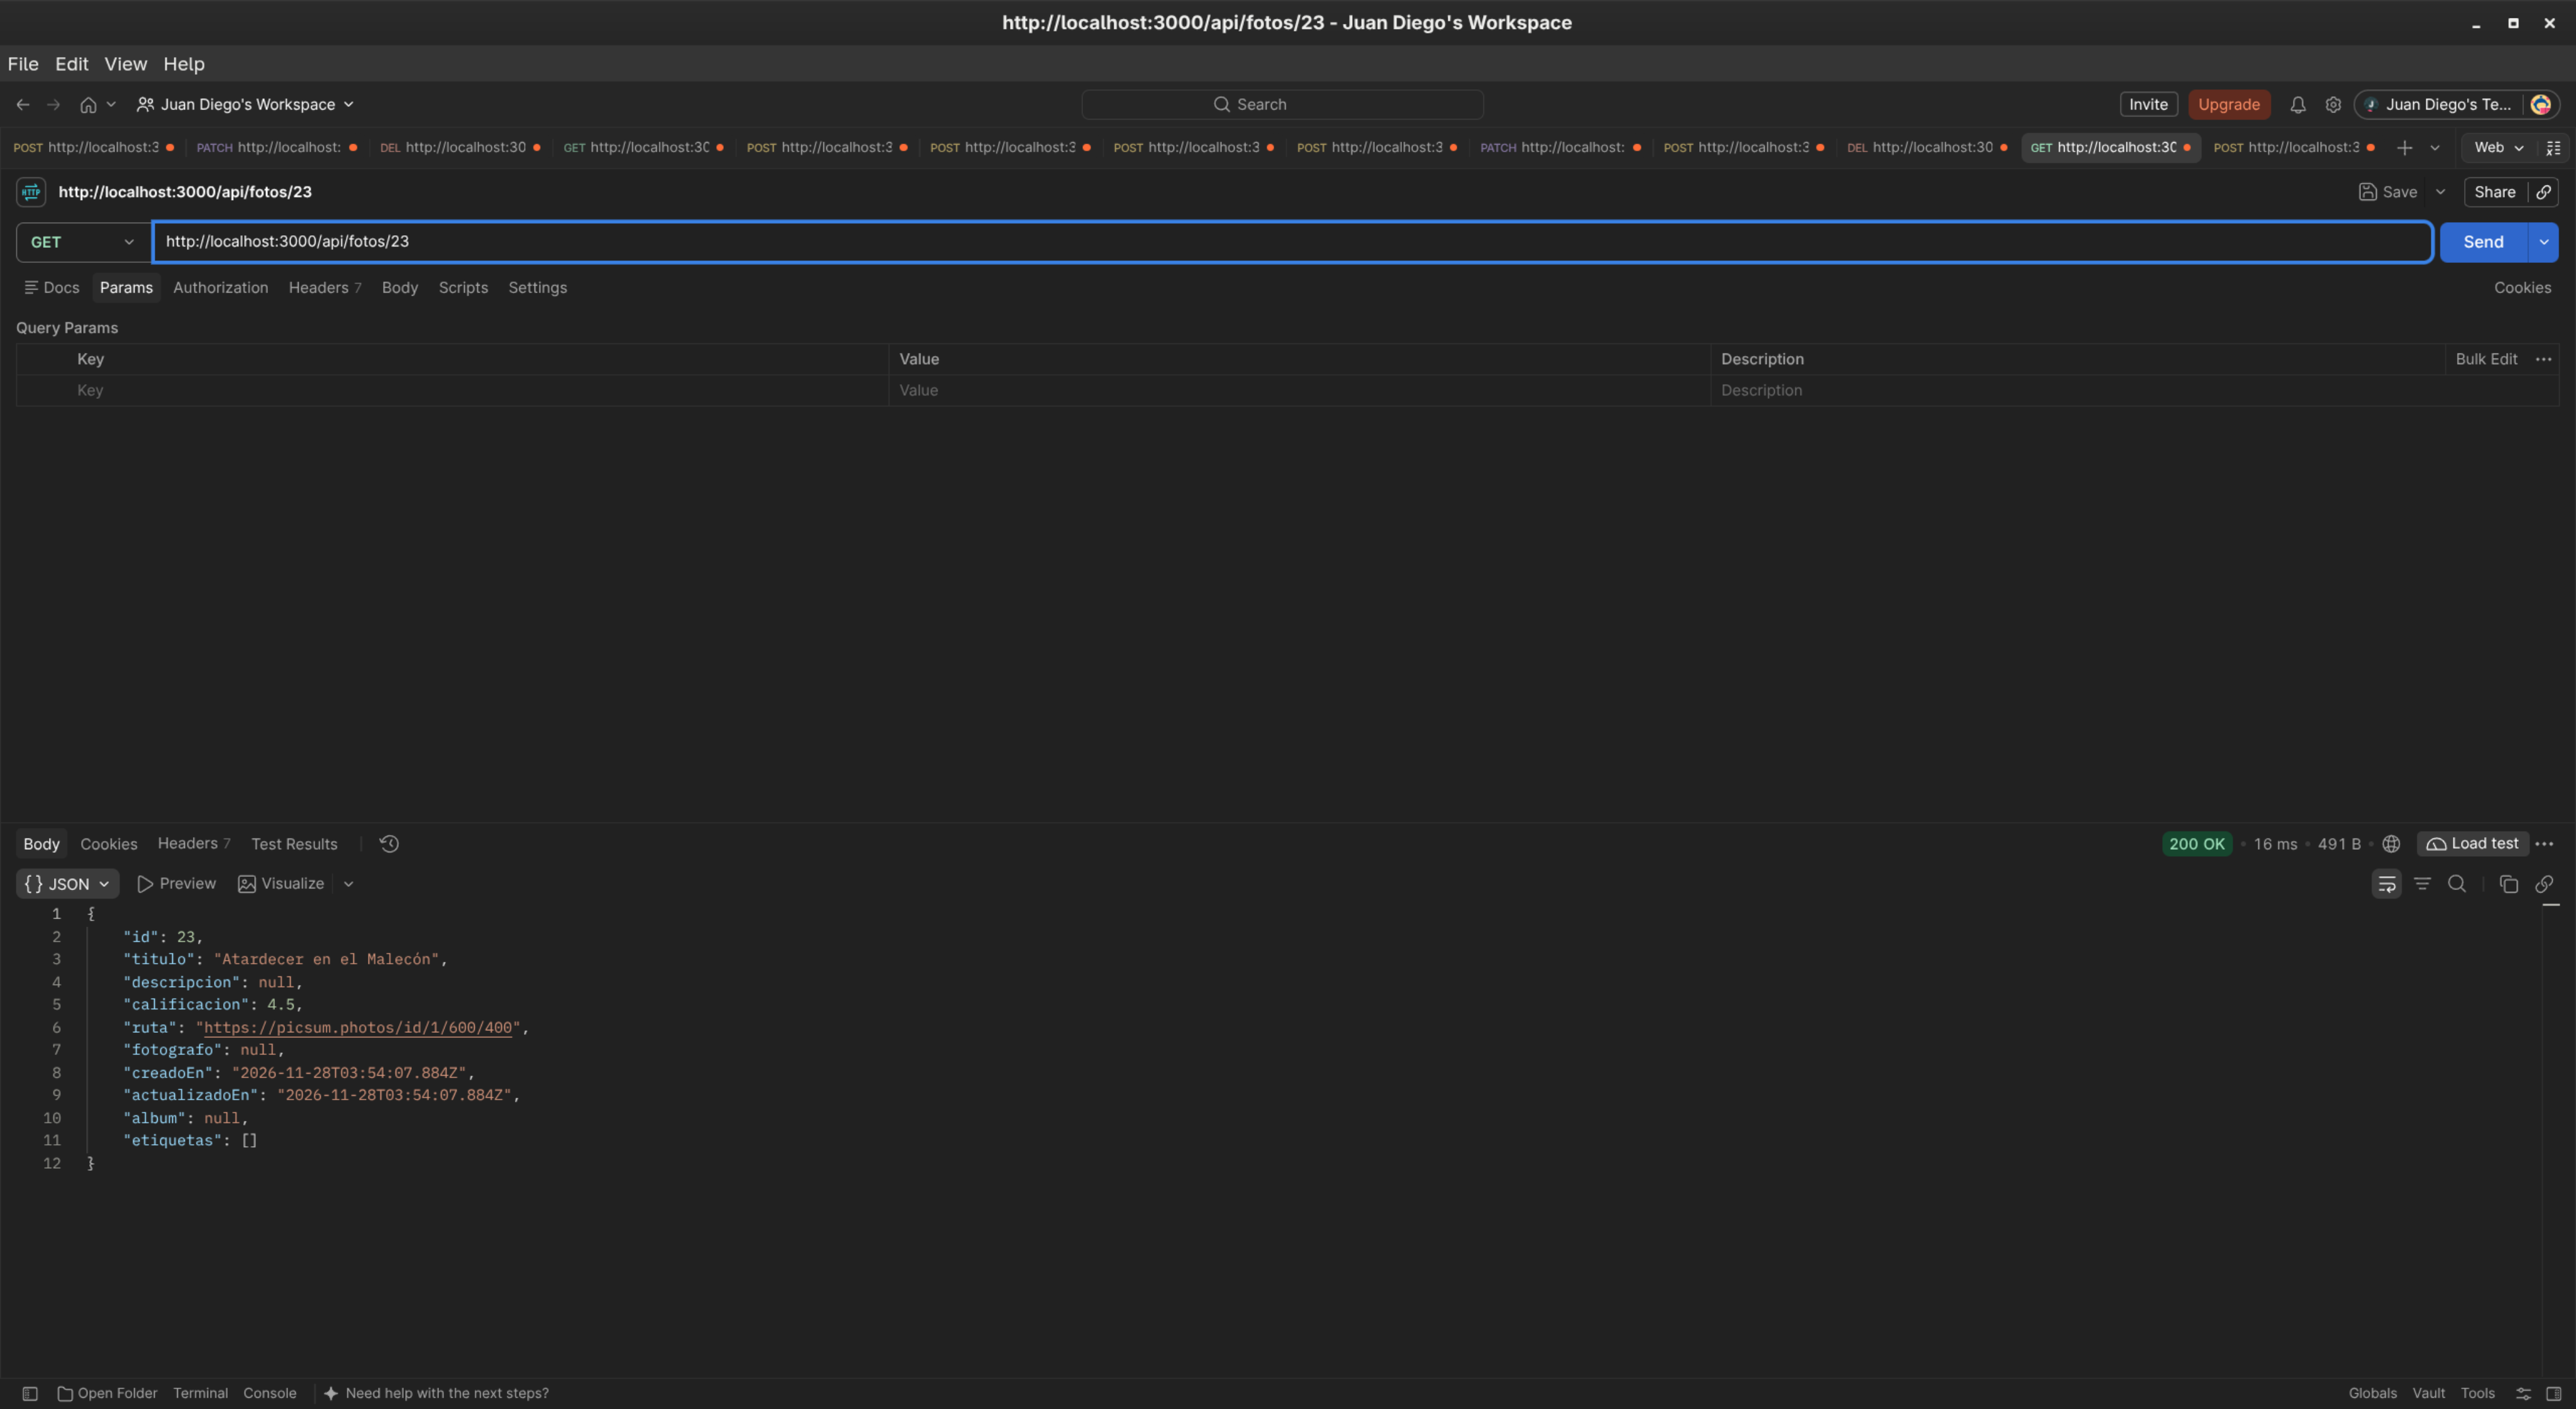 http://localhost:3000/api/fotos/23 - Juan Diego's Workspace
File Edit View Help
Juan Diego's Workspace
Search
Invite
Upgrade
Juan Diego's Te...
POST http://localhost:3
PATCH http://localhost:
DEL http://localhost:30
GET http://localhost:30
POST http://localhost:3
POST http://localhost:3
POST http://localhost:3
POST http://localhost:3
PATCH http://localhost:
POST http://localhost:3
DEL http://localhost:30
GET http://localhost:30
POST http://localhost:3
Web
HTTP http://localhost:3000/api/fotos/23
Save
Share
GET http://localhost:3000/api/fotos/23
Send
Docs Params Authorization Headers 7 Body Scripts Settings
Cookies
Query Params
Key Value Description Bulk Edit
Key Value Description
Body Cookies Headers 7 Test Results
200 OK • 16 ms • 491 B
Load test
{} JSON Preview Visualize
1 {
2 "id": 23,
3 "titulo": "Atardecer en el Malecón",
4 "descripcion": null,
5 "calificacion": 4.5,
6 "ruta": "https://picsum.photos/id/1/600/400",
7 "fotografo": null,
8 "creadoEn": "2026-11-28T03:54:07.884Z",
9 "actualizadoEn": "2026-11-28T03:54:07.884Z",
10 "album": null,
11 "etiquetas": []
12 }
Open Folder Terminal Console Need help with the next steps?
Globals Vault Tools